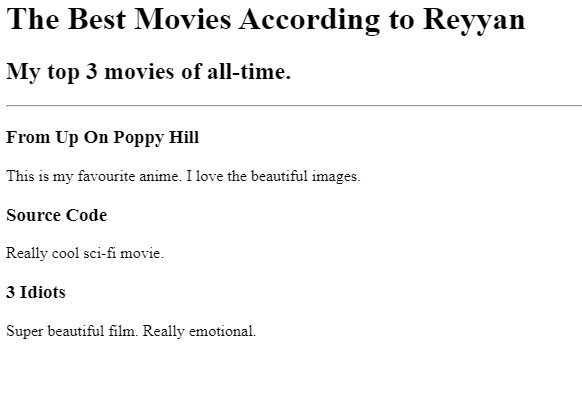 The Best Movies According to Reyyan
My top 3 movies of all-time.
From Up On Poppy Hill
This is my favourite anime. I love the beautiful images.
Source Code
Really cool sci-fi movie.
3 Idiots
Super beautiful film. Really emotional.